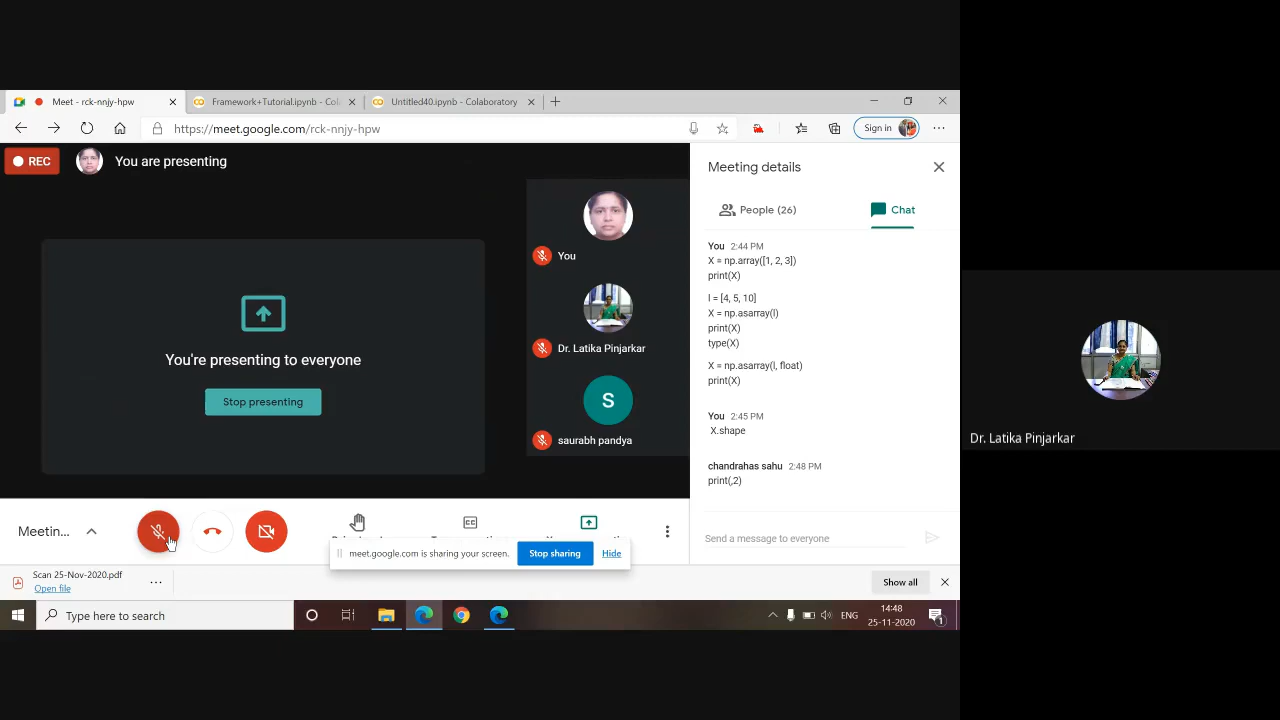 Meet - rck-nnjy-hpw
Framework+Tutorial.ipynb - Col
Untitled40.ipynb - Colaboratory
https://meet.google.com/rck-nnjy-hpw
Sign in
REC
You are presenting
Meeting details
People (26)
Chat
You 2:44 PM
X = np.array([1, 2, 3])
print(X)
l = [4, 5, 10]
X = np.asarray(l)
print(X)
type(X)
X = np.asarray(l, float)
print(X)
You 2:45 PM
X.shape
chandrahas sahu 2:48 PM
print(,2)
Send a message to everyone
You
Dr. Latika Pinjarkar
S
saurabh pandya
You're presenting to everyone
Stop presenting
Dr. Latika Pinjarkar
Meetin...
meet.google.com is sharing your screen.
Stop sharing
Hide
Scan 25-Nov-2020.pdf
Open file
Show all
Type here to search
ENG
14:48
25-11-2020
1